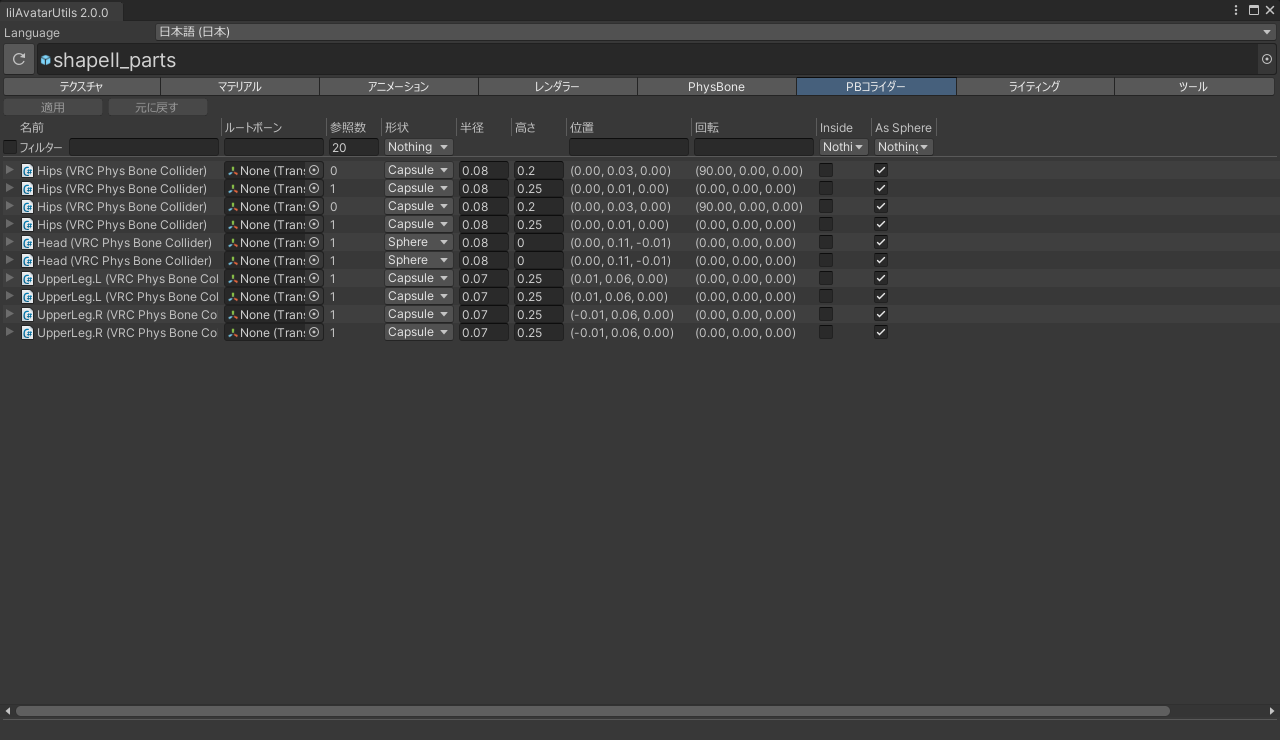 lilAvatarUtils 2.0.0
Language 日本語 (日本)
shapell_parts
テクスチャ マテリアル アニメーション レンダラー PhysBone PBコライダー ライティング ツール
適用 元に戻す
名前 ルートボーン 参照数 形状 半径 高さ 位置 回転 Inside As Sphere
フィルター 20 Nothing Nothi Nothing
Hips (VRC Phys Bone Collider) None (Tran 0 Capsule 0.08 0.2 (0.00, 0.03, 0.00) (90.00, 0.00, 0.00)
Hips (VRC Phys Bone Collider) None (Tran 1 Capsule 0.08 0.25 (0.00, 0.01, 0.00) (0.00, 0.00, 0.00)
Hips (VRC Phys Bone Collider) None (Tran 0 Capsule 0.08 0.2 (0.00, 0.03, 0.00) (90.00, 0.00, 0.00)
Hips (VRC Phys Bone Collider) None (Tran 1 Capsule 0.08 0.25 (0.00, 0.01, 0.00) (0.00, 0.00, 0.00)
Head (VRC Phys Bone Collider) None (Tran 1 Sphere 0.08 0 (0.00, 0.11, -0.01) (0.00, 0.00, 0.00)
Head (VRC Phys Bone Collider) None (Tran 1 Sphere 0.08 0 (0.00, 0.11, -0.01) (0.00, 0.00, 0.00)
UpperLeg.L (VRC Phys Bone Col None (Tran 1 Capsule 0.07 0.25 (0.01, 0.06, 0.00) (0.00, 0.00, 0.00)
UpperLeg.L (VRC Phys Bone Col None (Tran 1 Capsule 0.07 0.25 (0.01, 0.06, 0.00) (0.00, 0.00, 0.00)
UpperLeg.R (VRC Phys Bone Co None (Tran 1 Capsule 0.07 0.25 (-0.01, 0.06, 0.00) (0.00, 0.00, 0.00)
UpperLeg.R (VRC Phys Bone Co None (Tran 1 Capsule 0.07 0.25 (-0.01, 0.06, 0.00) (0.00, 0.00, 0.00)